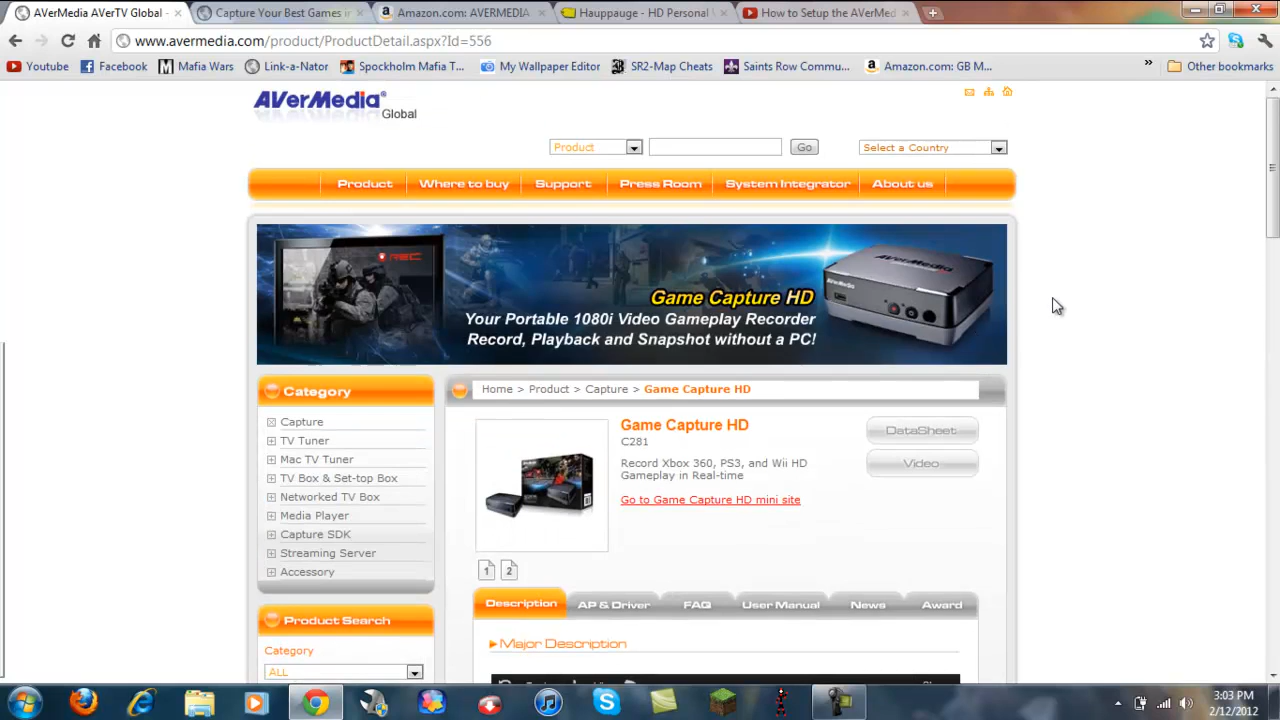 AVerMedia AVerTV Global -
Capture Your Best Games in
Amazon.com: AVERMEDIA
Hauppauge - HD Personal V
How to Setup the AVerMed
www.avermedia.com/product/ProductDetail.aspx?Id=556
Youtube
Facebook
Mafia Wars
Link-a-Nator
Spockholm Mafia T...
My Wallpaper Editor
SR2-Map Cheats
Saints Row Commu...
Amazon.com: GB M...
Other bookmarks
AVerMedia®
Global
Product
Go
Select a Country
Product
Where to buy
Support
Press Room
System Integrator
About us
REC
AVerMedia
AVerMedia
Game Capture HD
Your Portable 1080i Video Gameplay Recorder
Record, Playback and Snapshot without a PC!
Category
Home > Product > Capture > Game Capture HD
Capture
TV Tuner
Mac TV Tuner
TV Box & Set-top Box
Networked TV Box
Media Player
Capture SDK
Streaming Server
Accessory
Game Capture HD
C281
Record Xbox 360, PS3, and Wii HD
Gameplay in Real-time
Go to Game Capture HD mini site
DataSheet
Video
1
2
Description
AP & Driver
FAQ
User Manual
News
Award
Product Search
Category
ALL
Major Description
3:03 PM
2/12/2012